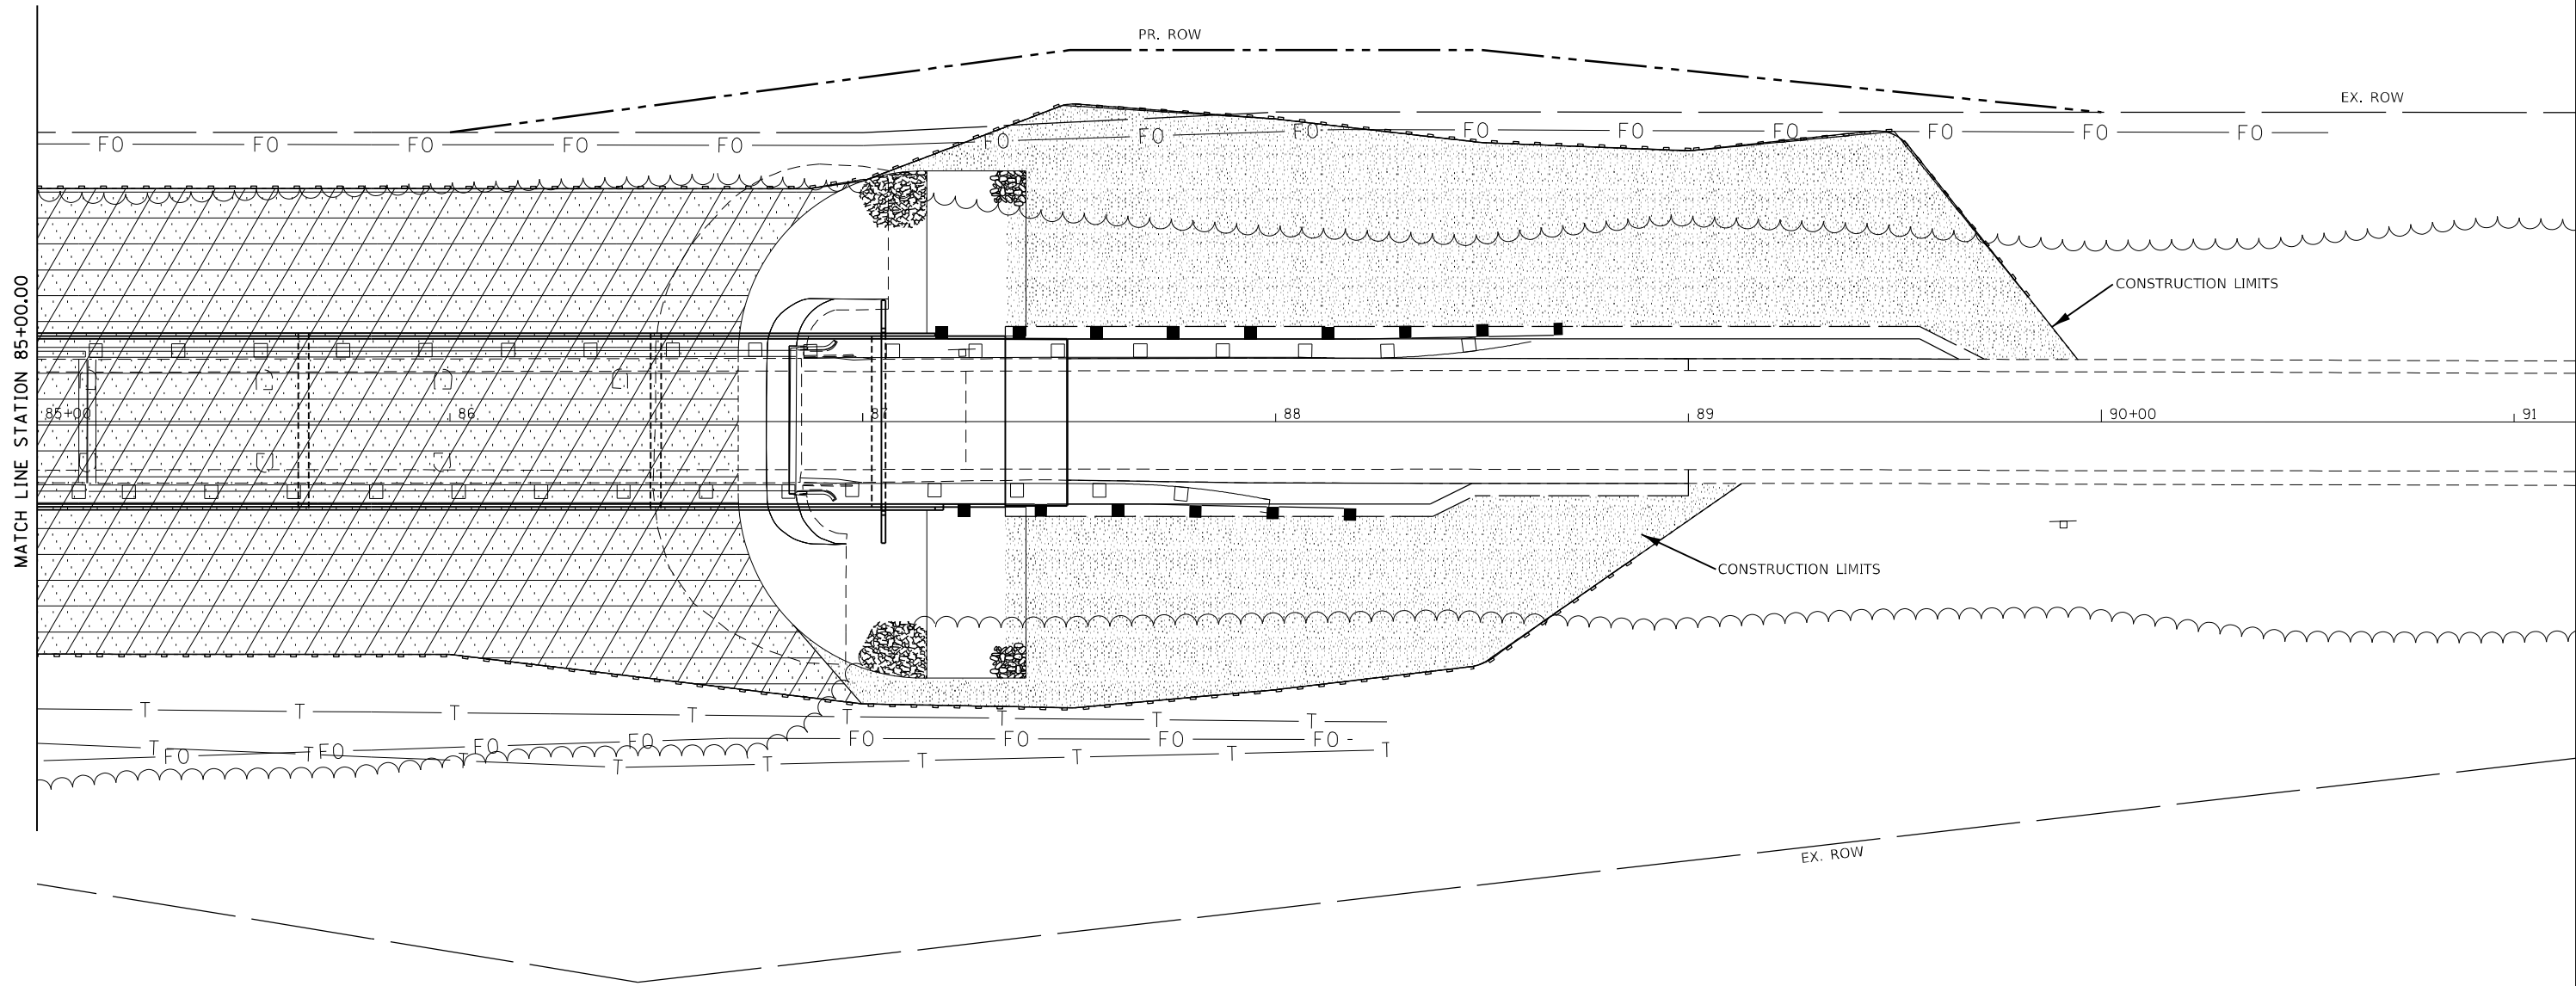 PR. ROW
EX. ROW
FO FO FO FO FO FO FO FO FO FO FO FO FO FO FO
CONSTRUCTION LIMITS
MATCH LINE STATION 85+00.00
85+00 86 87 88 89 90+00 91
CONSTRUCTION LIMITS
T T T T T T T T
FO FO FO FO FO FO FO FO
T T T T T T T T T
EX. ROW